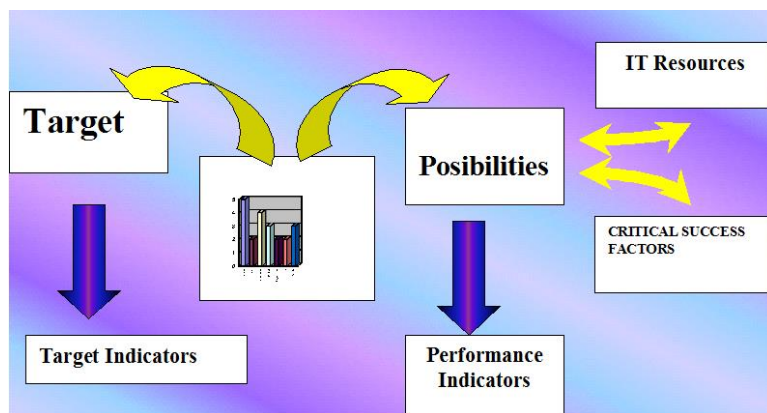 IT Resources
Target
Posibilities
CRITICAL SUCCESS
FACTORS
Target Indicators
Performance
Indicators